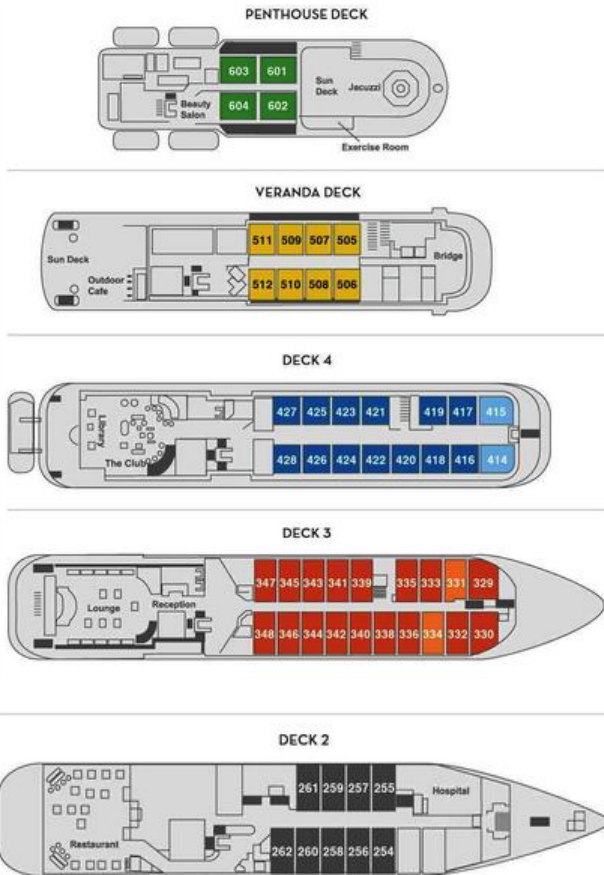 PENTHOUSE DECK
603 601
Sun
Deck
Jacuzzi
Beauty
Salon
604 602
Exercise Room
VERANDA DECK
511 509 507 505
Sun Deck
Bridge
Outdoor
Cafe
512 510 508 506
DECK 4
427 425 423 421 419 417 415
Library
The Club
428 426 424 422 420 418 416 414
DECK 3
347 345 343 341 339 335 333 331 329
Lounge
Reception
348 346 344 342 340 338 336 334 332 330
DECK 2
261 259 257 255
Hospital
Restaurant
262 260 258 256 254